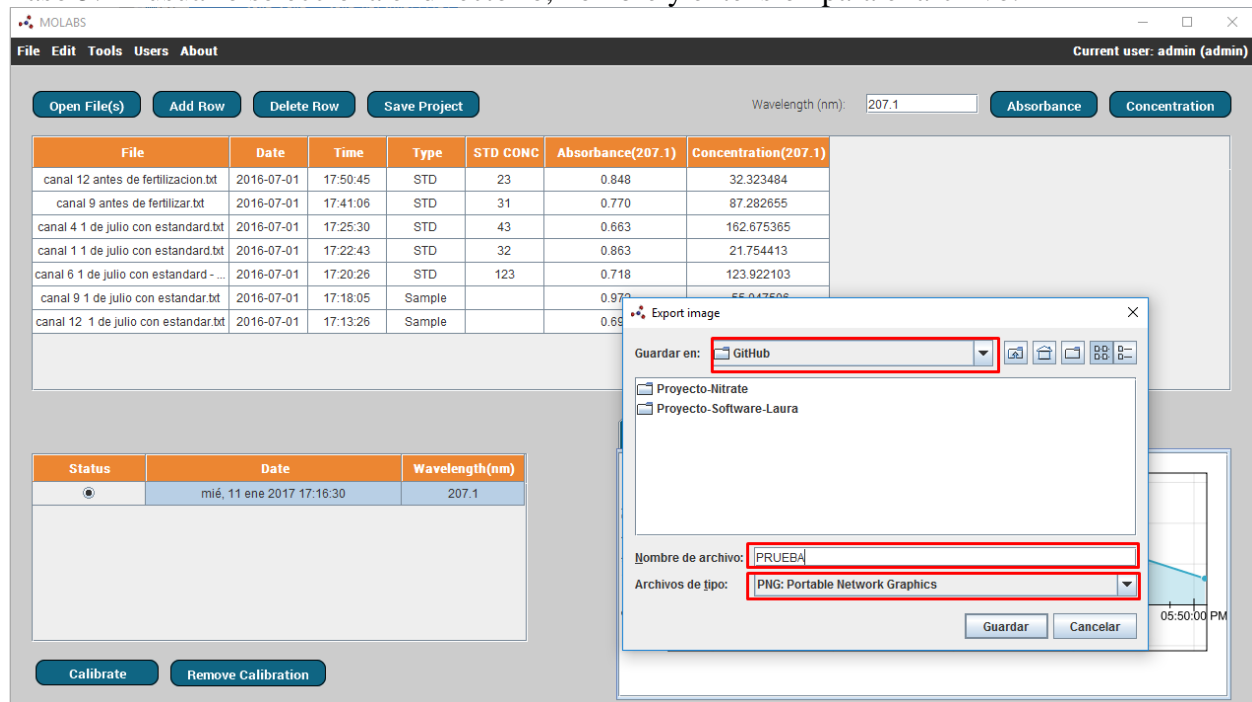 MOLABS
File Edit Tools Users About Current user: admin (admin)
Open File(s) Add Row Delete Row Save Project Wavelength (nm): 207.1 Absorbance Concentration
File Date Time Type STD CONC Absorbance(207.1) Concentration(207.1)
canal 12 antes de fertilizacion.txt 2016-07-01 17:50:45 STD 23 0.848 32.323484
canal 9 antes de fertilizar.txt 2016-07-01 17:41:06 STD 31 0.770 87.282655
canal 4 1 de julio con estandard.txt 2016-07-01 17:25:30 STD 43 0.663 162.675365
canal 1 1 de julio con estandard.txt 2016-07-01 17:22:43 STD 32 0.863 21.754413
canal 6 1 de julio con estandard - ... 2016-07-01 17:20:26 STD 123 0.718 123.922103
canal 9 1 de julio con estandar.txt 2016-07-01 17:18:05 Sample
canal 12 1 de julio con estandar.txt 2016-07-01 17:13:26 Sample
Export image
Guardar en: GitHub
Proyecto-Nitrate
Proyecto-Software-Laura
Nombre de archivo: PRUEBA
Archivos de tipo: PNG: Portable Network Graphics
Guardar Cancelar
Status Date Wavelength(nm)
mié, 11 ene 2017 17:16:30 207.1
05:50:00 PM
Calibrate Remove Calibration